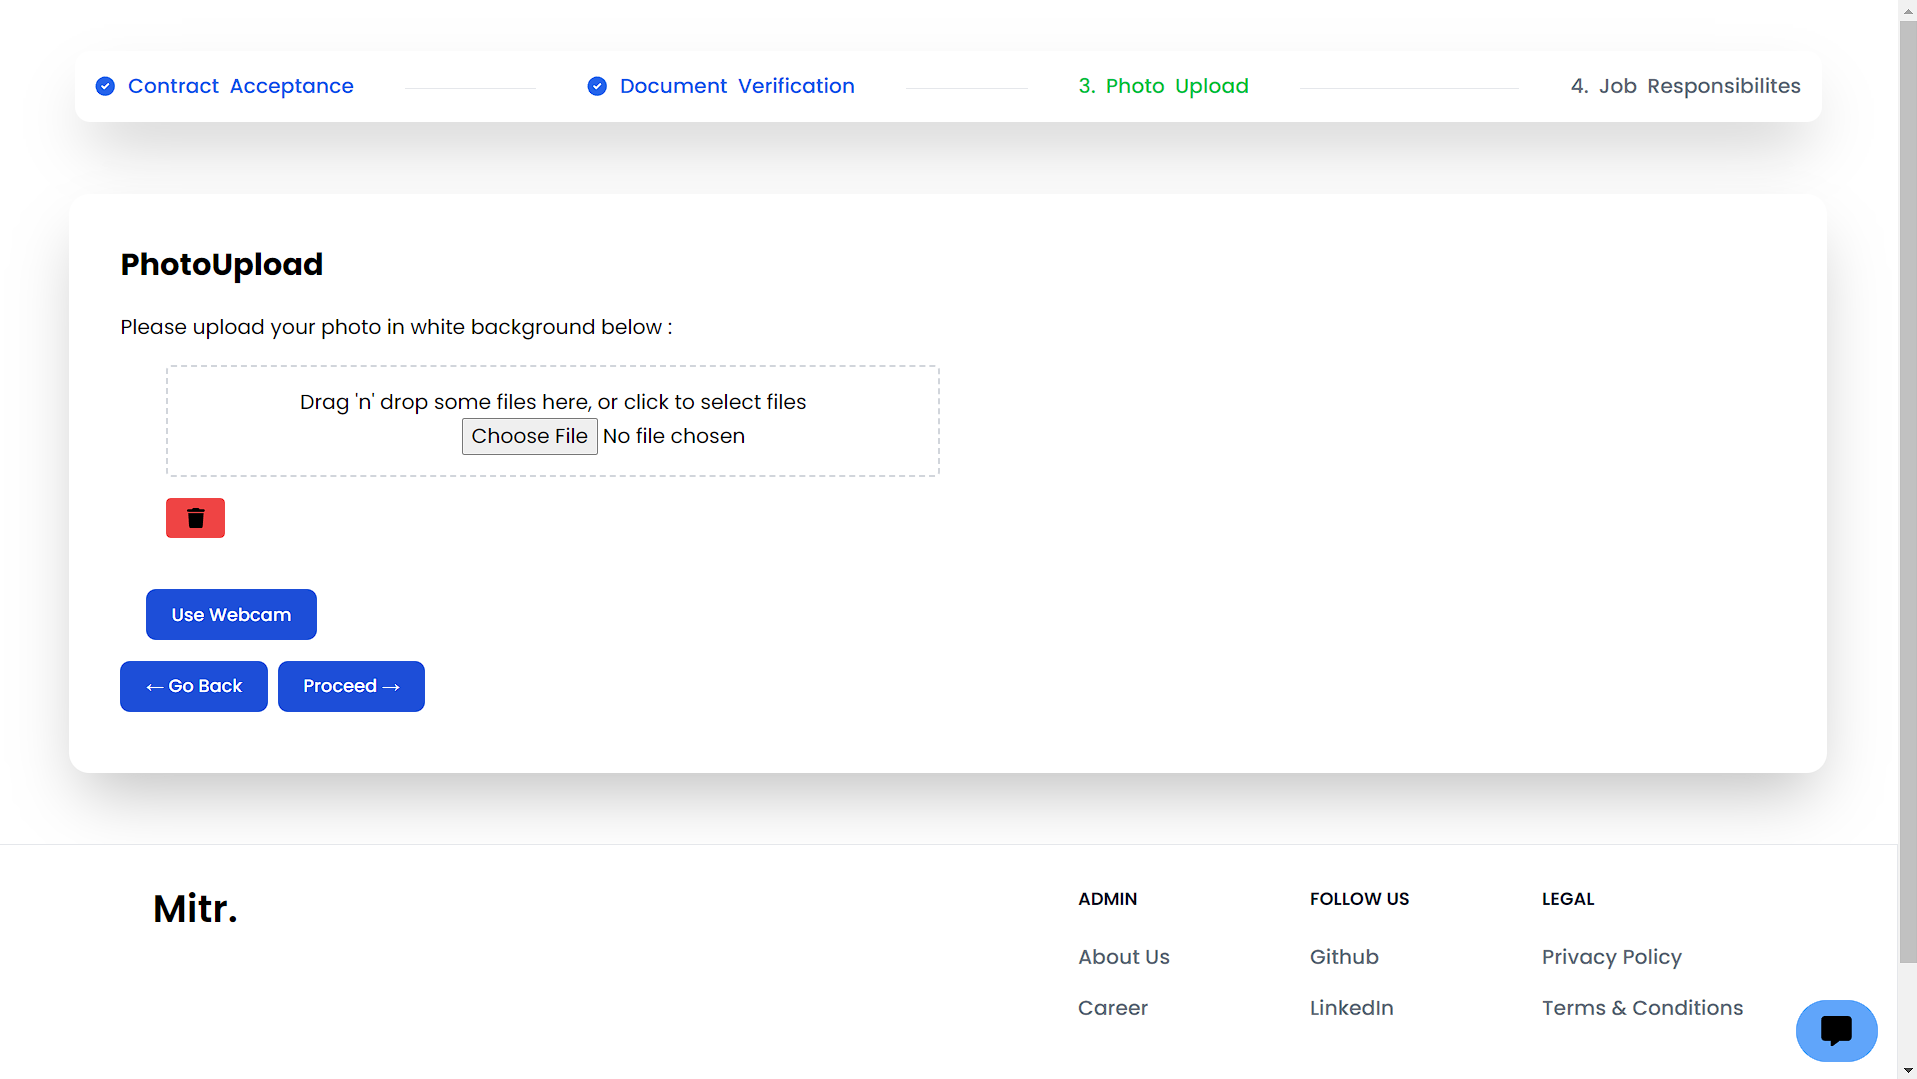 Contract Acceptance
Document Verification
3. Photo Upload
4. Job Responsibilites
PhotoUpload
Please upload your photo in white background below :
Drag 'n' drop some files here, or click to select files
Choose File No file chosen
Use Webcam
← Go Back
Proceed →
Mitr.
ADMIN
About Us
Career
FOLLOW US
Github
LinkedIn
LEGAL
Privacy Policy
Terms & Conditions